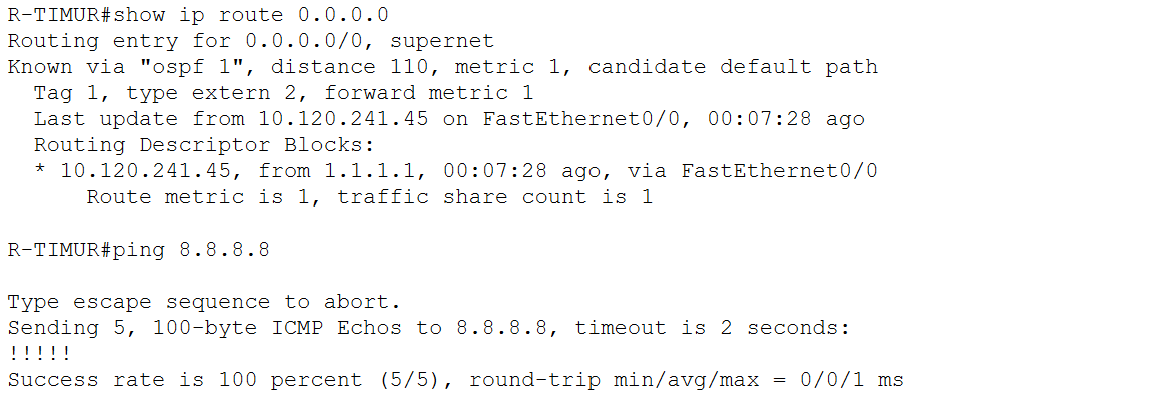 R-TIMUR#show ip route 0.0.0.0
Routing entry for 0.0.0.0/0, supernet
Known via "ospf 1", distance 110, metric 1, candidate default path
  Tag 1, type extern 2, forward metric 1
  Last update from 10.120.241.45 on FastEthernet0/0, 00:07:28 ago
  Routing Descriptor Blocks:
  * 10.120.241.45, from 1.1.1.1, 00:07:28 ago, via FastEthernet0/0
      Route metric is 1, traffic share count is 1

R-TIMUR#ping 8.8.8.8

Type escape sequence to abort.
Sending 5, 100-byte ICMP Echos to 8.8.8.8, timeout is 2 seconds:
!!!!!
Success rate is 100 percent (5/5), round-trip min/avg/max = 0/0/1 ms